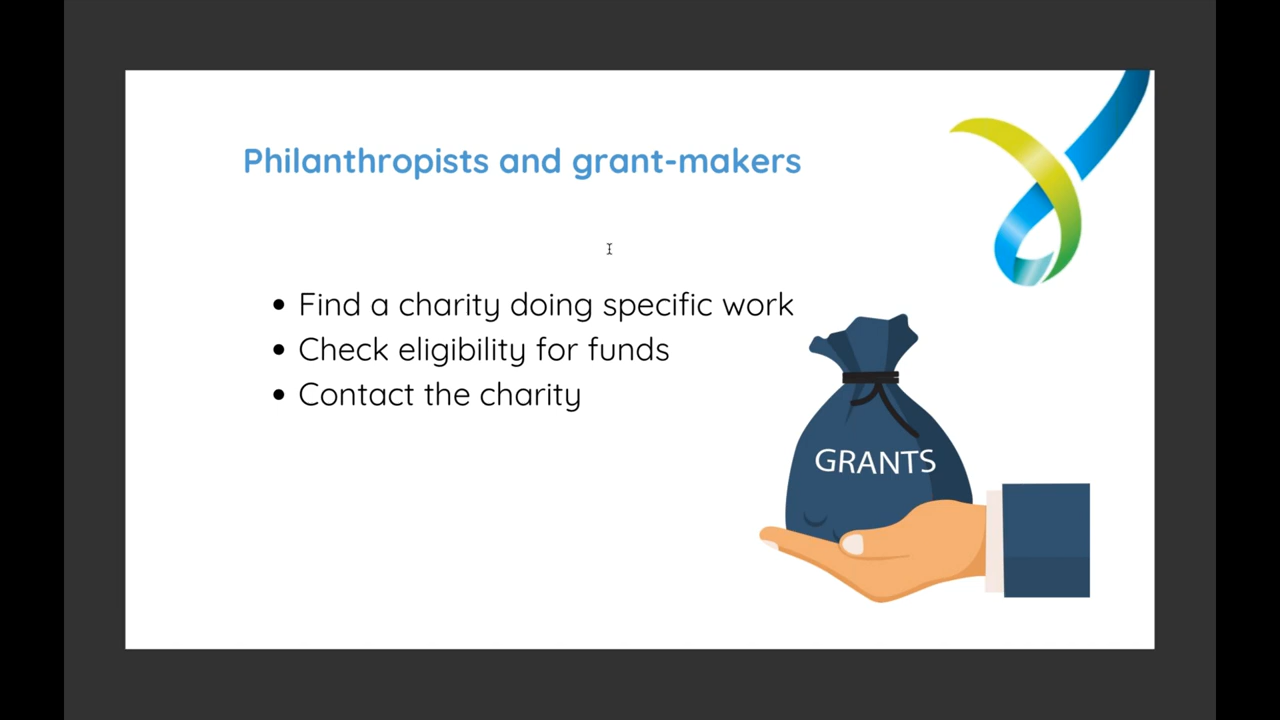 Philanthropists and grant-makers
• Find a charity doing specific work
• Check eligibility for funds
• Contact the charity
GRANTS